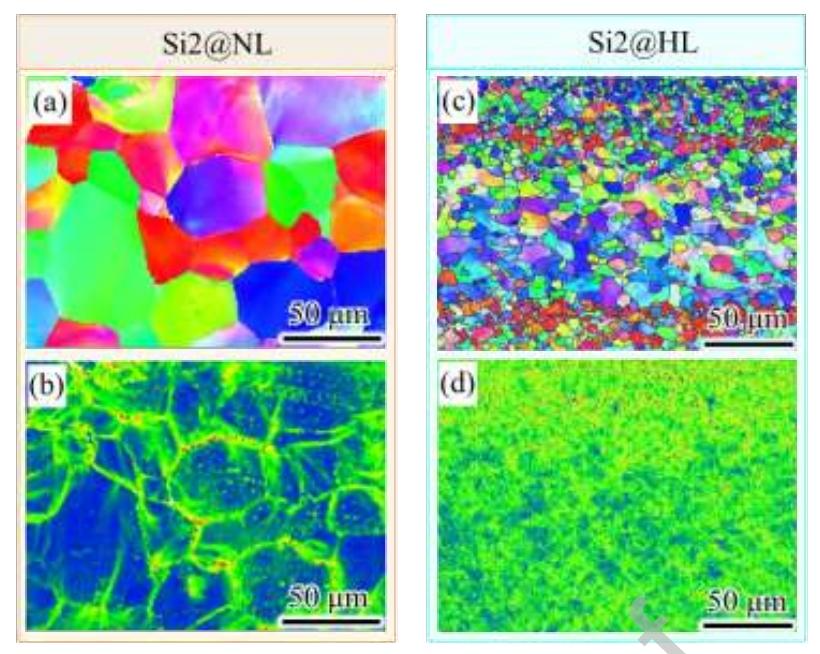 Si2@NL
Si2@HL
(a)
50 μm
(c)
50 μm
(b)
50 μm
(d)
50 μm
f